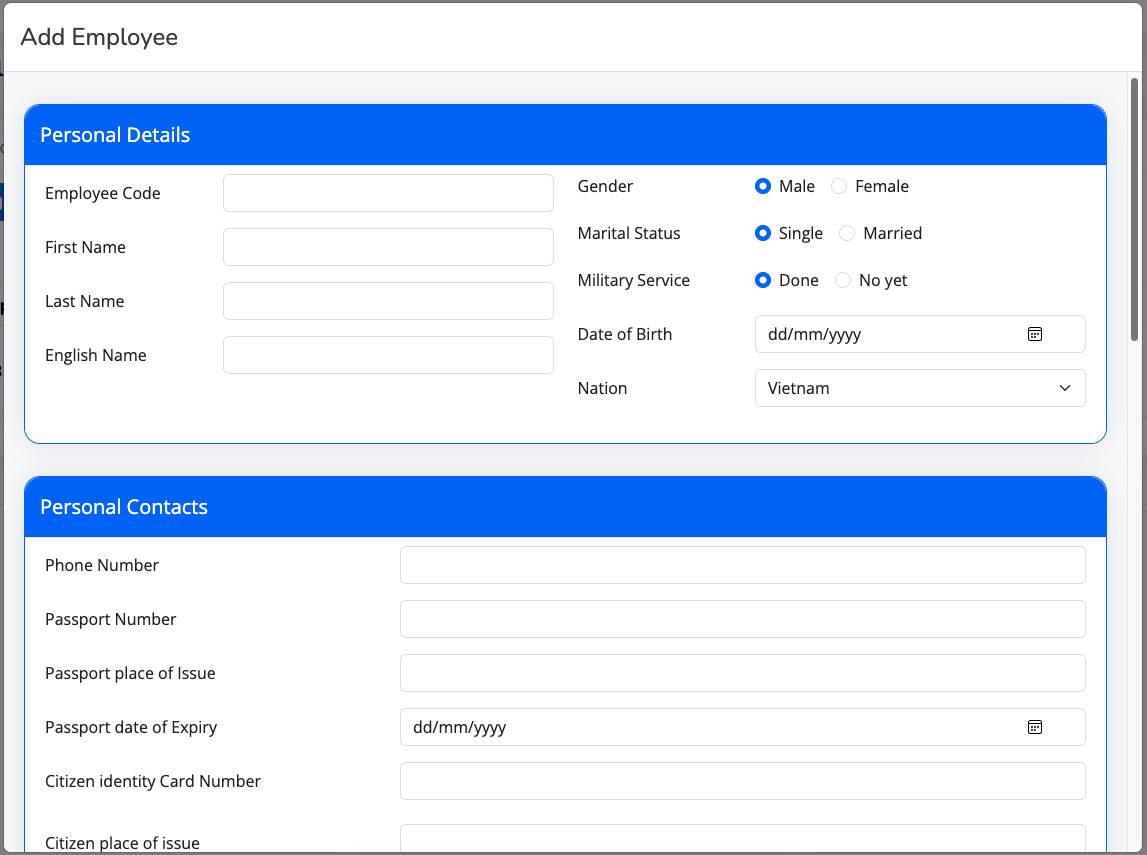 Add Employee
Personal Details
Employee Code
First Name
Last Name
English Name
Gender Male Female
Marital Status Single Married
Military Service Done No yet
Date of Birth dd/mm/yyyy
Nation Vietnam
Personal Contacts
Phone Number
Passport Number
Passport place of Issue
Passport date of Expiry dd/mm/yyyy
Citizen identity Card Number
Citizen place of issue